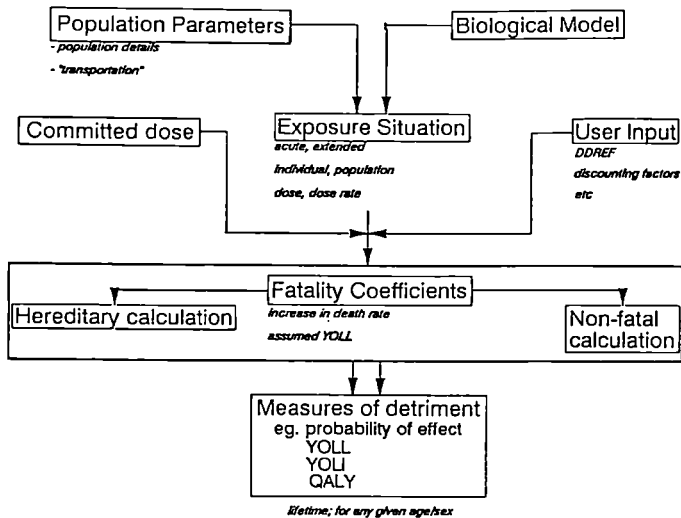 Population Parameters
- population details
- "transportation"
Biological Model
Committed dose
Exposure Situation
acute, extended
individual, population
dose, dose rate
User Input
DDREF
discounting factors
etc
Hereditary calculation
Fatality Coefficients
increase in death rate
assumed YOLL
Non-fatal
calculation
Measures of detriment
eg. probability of effect
YOLL
YOLI
QALY
lifetime; for any given age/sex